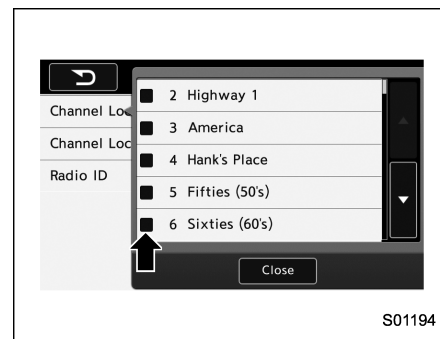 Channel Loc
2 Highway 1
3 America
Channel Loc
4 Hank's Place
Radio ID
5 Fifties (50's)
6 Sixties (60's)
Close
S01194